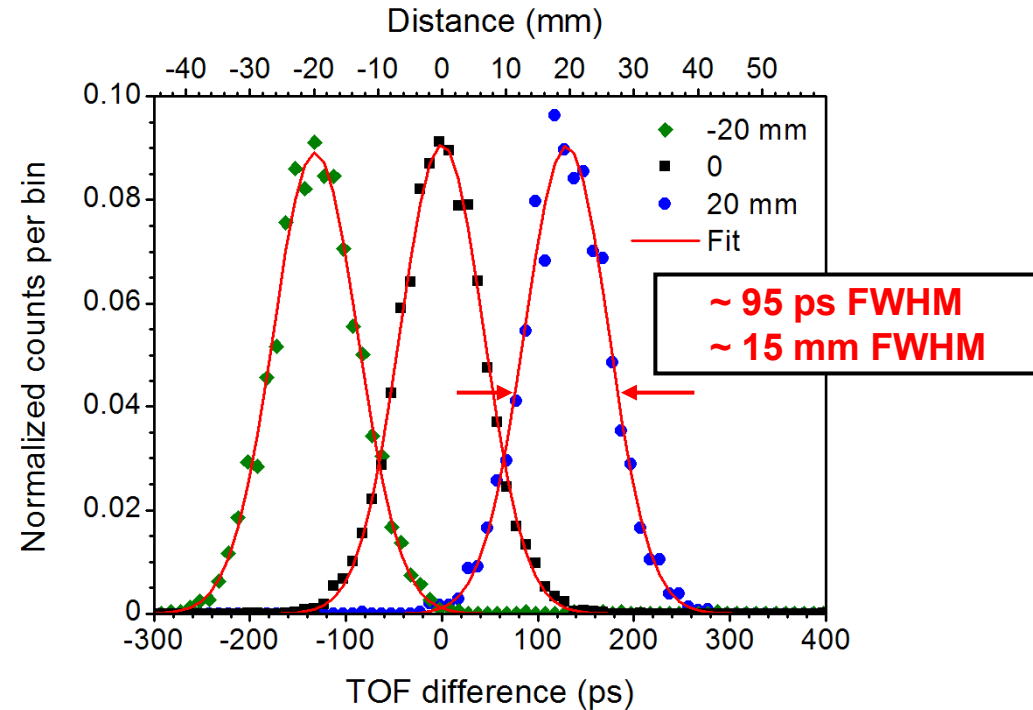 Distance (mm)
-40 -30 -20 -10 0 10 20 30 40 50
0.10
0.08
0.06
0.04
0.02
0
Normalized counts per bin
-20 mm
0
20 mm
Fit
~ 95 ps FWHM
~ 15 mm FWHM
-300 -200 -100 0 100 200 300 400
TOF difference (ps)